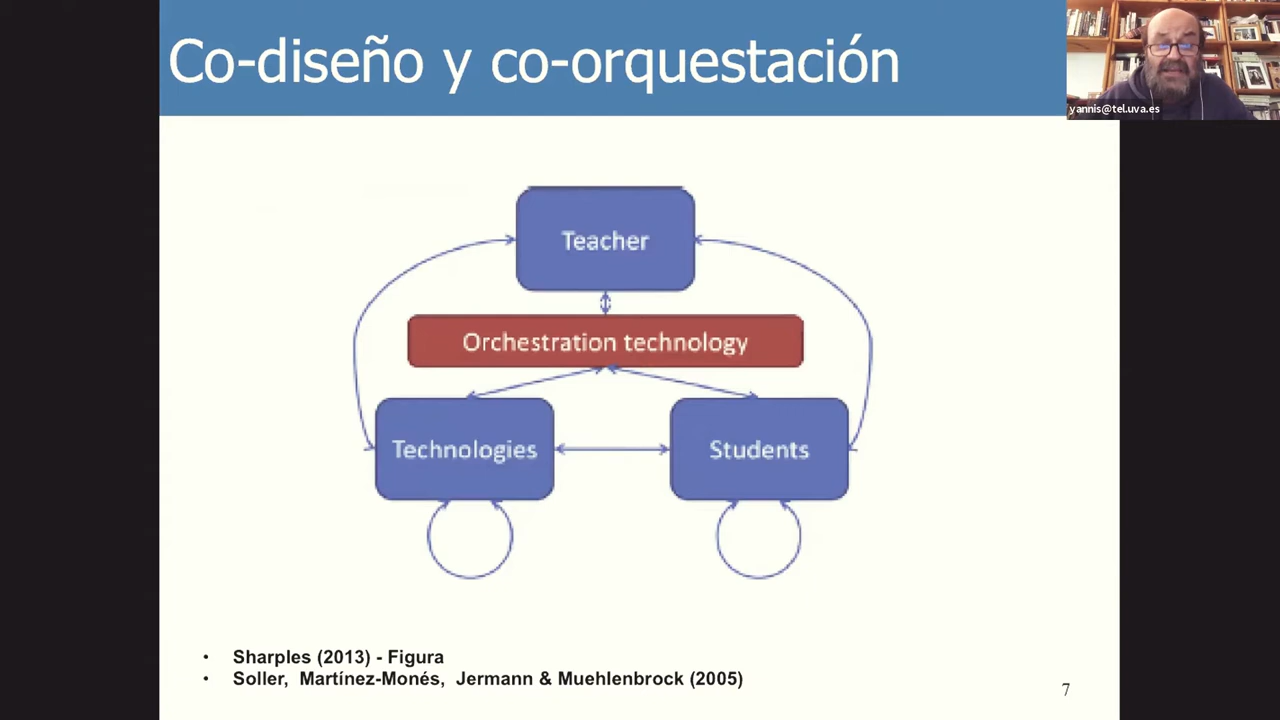 Co-diseño y co-orquestación
yannis@tel.uva.es
Teacher
Orchestration technology
Technologies
Students
• Sharples (2013) - Figura
• Soller, Martínez-Monés, Jermann & Muehlenbrock (2005)
7